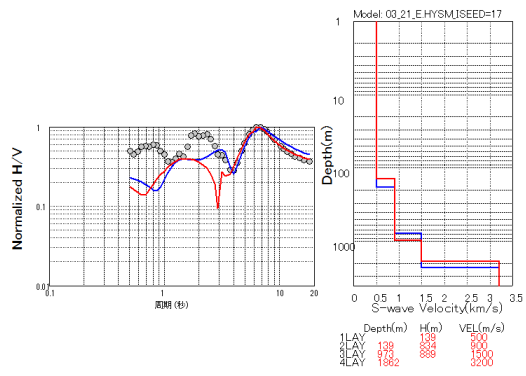 Model: 03_21_E.HYSM_ISEED=17
Normalized H/V
1
0.1
0.01
0.1
1
10
20
周期 (秒)
Depth(m)
1
10
100
1000
0
0.5
1
1.5
2
2.5
3
3.5
S-wave Velocity(km/s)
Depth(m) H(m) VEL(m/s)
1LAY 139 500
2LAY 139 834 900
3LAY 973 889 1500
4LAY 1862 3200